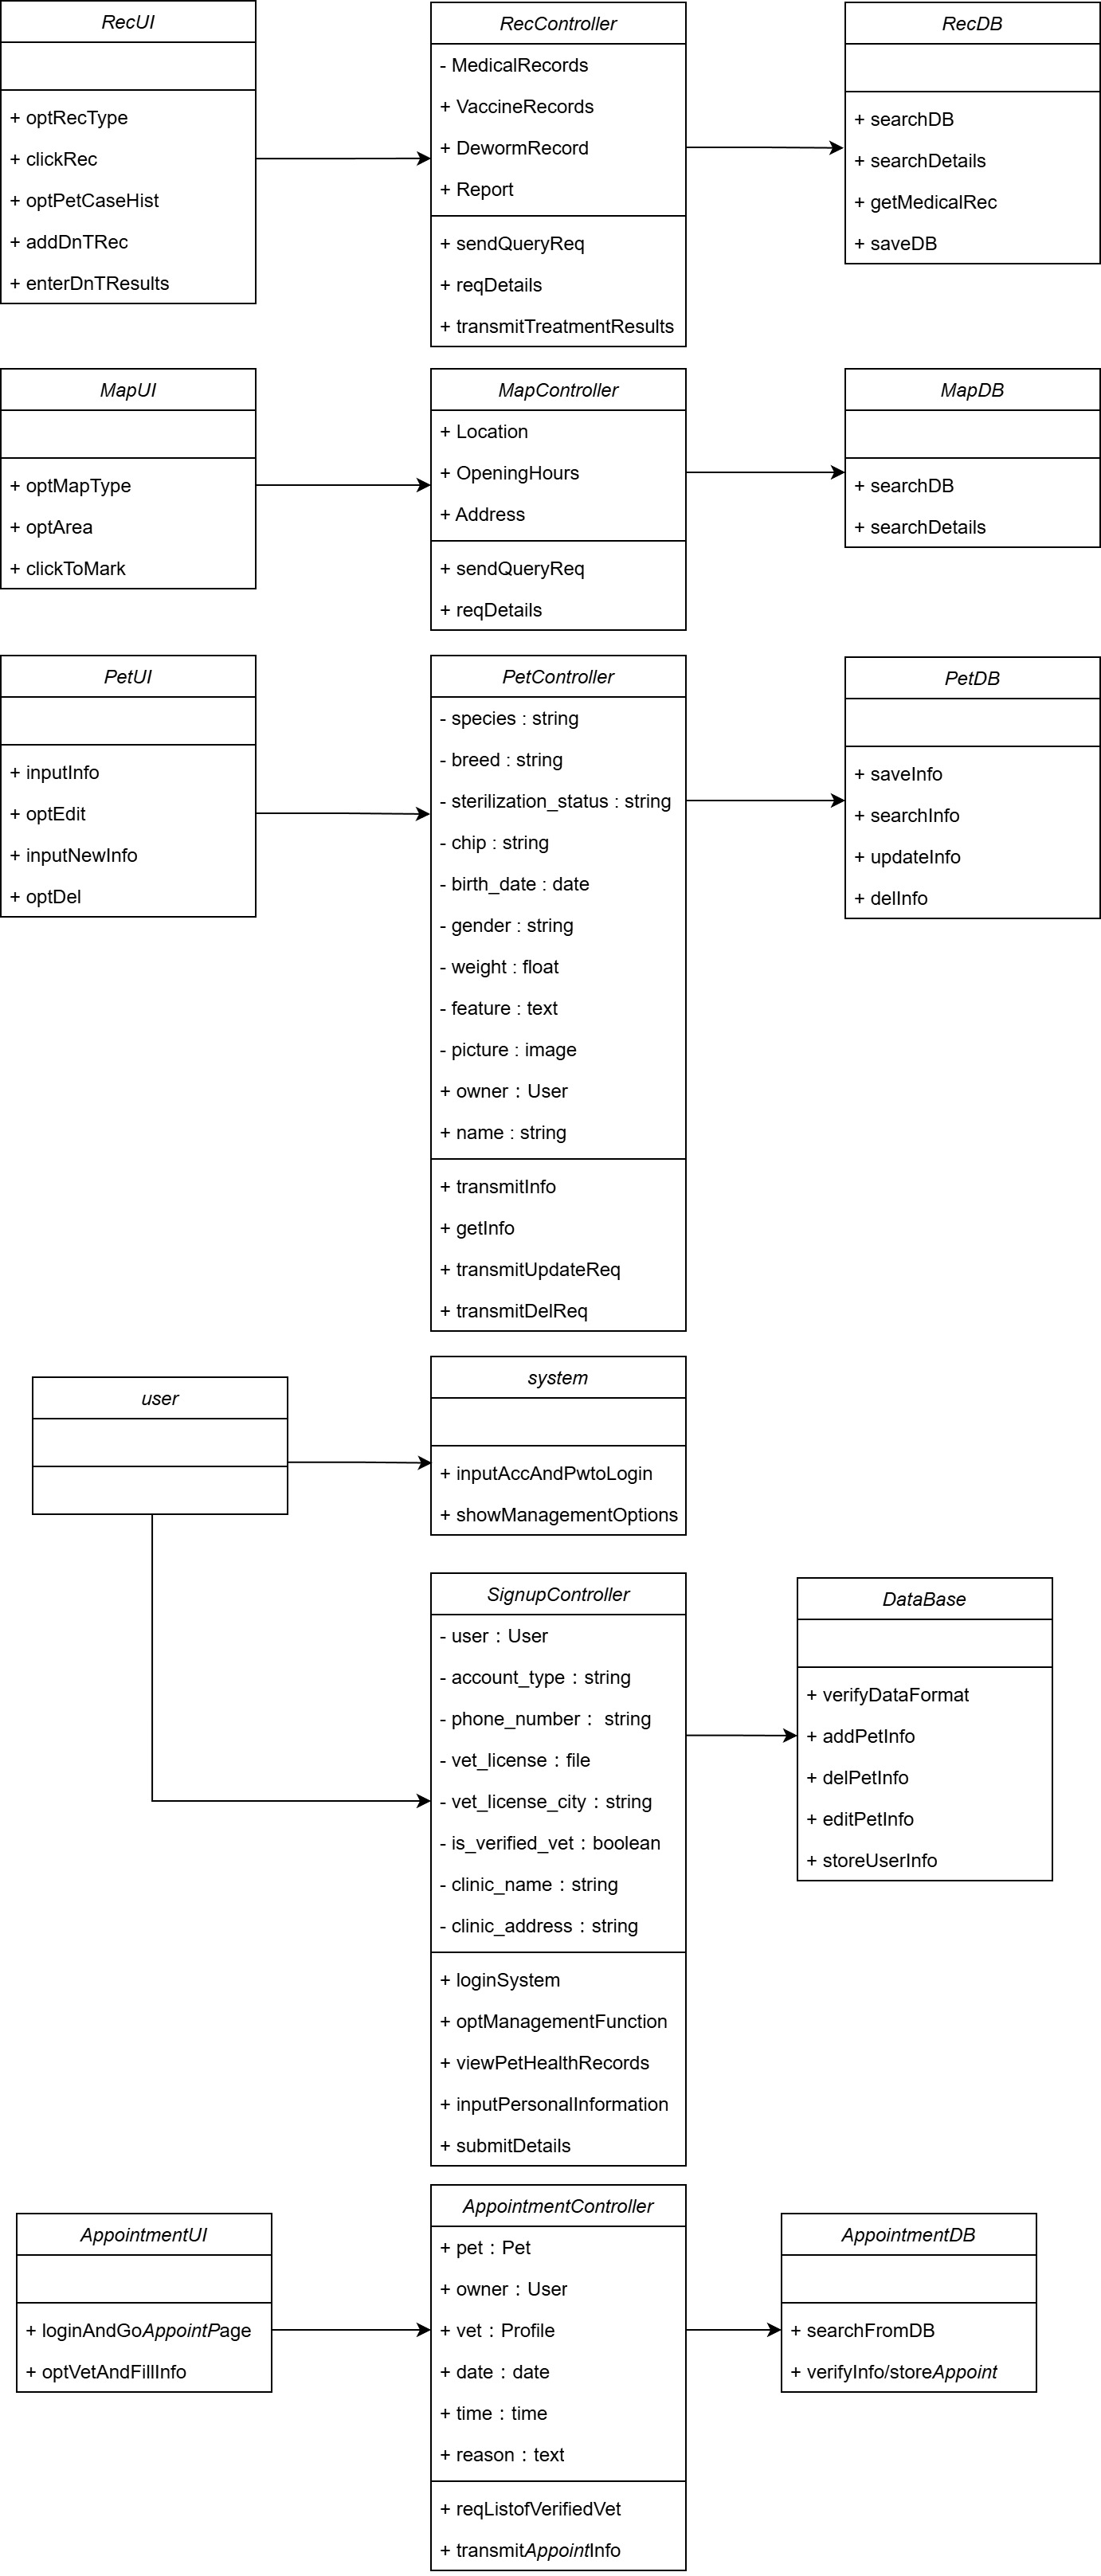 RecUI
+ optRecType
+ clickRec
+ optPetCaseHist
+ addDnTRec
+ enterDnTResults
RecController
- MedicalRecords
+ VaccineRecords
+ DewormRecord
+ Report
+ sendQueryReq
+ reqDetails
+ transmitTreatmentResults
RecDB
+ searchDB
+ searchDetails
+ getMedicalRec
+ saveDB
MapUI
+ optMapType
+ optArea
+ clickToMark
MapController
+ Location
+ OpeningHours
+ Address
+ sendQueryReq
+ reqDetails
MapDB
+ searchDB
+ searchDetails
PetUI
+ inputInfo
+ optEdit
+ inputNewInfo
+ optDel
PetController
- species : string
- breed : string
- sterilization_status : string
- chip : string
- birth_date : date
- gender : string
- weight : float
- feature : text
- picture : image
+ owner：User
+ name : string
+ transmitInfo
+ getInfo
+ transmitUpdateReq
+ transmitDelReq
PetDB
+ saveInfo
+ searchInfo
+ updateInfo
+ delInfo
user
system
+ inputAccAndPwtoLogin
+ showManagementOptions
SignupController
- user：User
- account_type：string
- phone_number： string
- vet_license：file
- vet_license_city：string
- is_verified_vet：boolean
- clinic_name：string
- clinic_address：string
+ loginSystem
+ optManagementFunction
+ viewPetHealthRecords
+ inputPersonalInformation
+ submitDetails
DataBase
+ verifyDataFormat
+ addPetInfo
+ delPetInfo
+ editPetInfo
+ storeUserInfo
AppointmentUI
+ loginAndGoAppointPage
+ optVetAndFillInfo
AppointmentController
+ pet：Pet
+ owner：User
+ vet：Profile
+ date：date
+ time：time
+ reason：text
+ reqListofVerifiedVet
+ transmitAppointInfo
AppointmentDB
+ searchFromDB
+ verifyInfo/storeAppoint